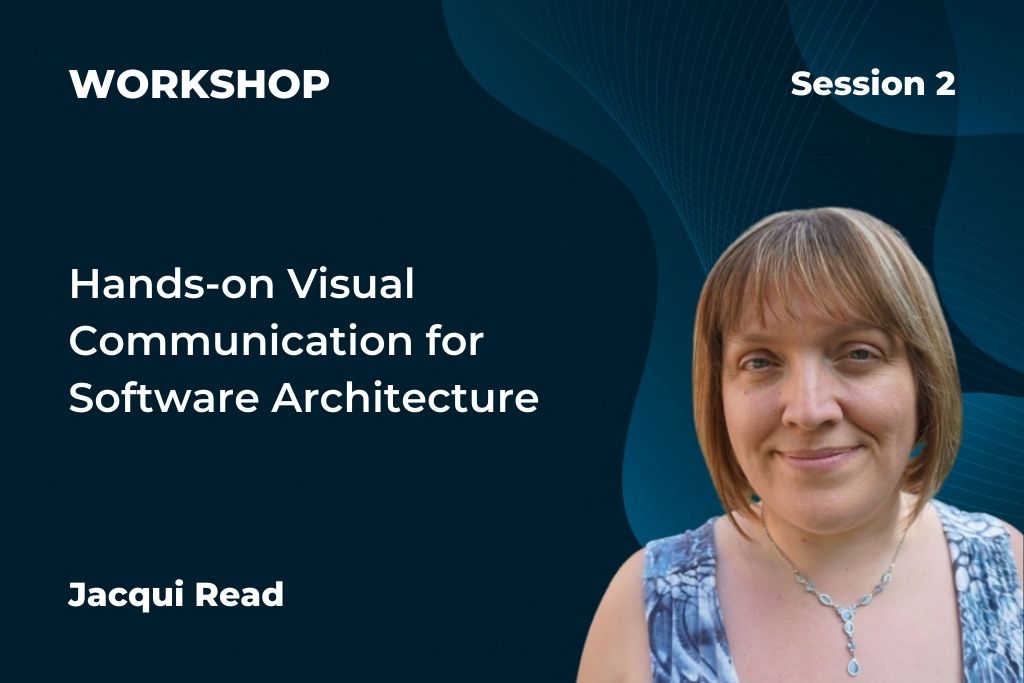 WORKSHOP
Session 2
Hands-on Visual
Communication for
Software Architecture
Jacqui Read